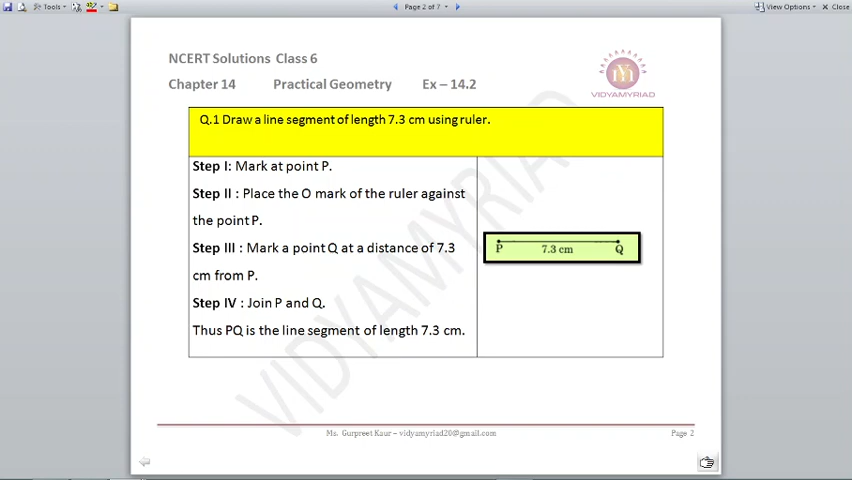 Tools
Page 2 of 7
View Options
Close
NCERT Solutions Class 6
Chapter 14 Practical Geometry Ex – 14.2
VIDYAMYRIAD
Q.1 Draw a line segment of length 7.3 cm using ruler.
Step I: Mark at point P.
Step II : Place the O mark of the ruler against
the point P.
Step III : Mark a point Q at a distance of 7.3
cm from P.
Step IV : Join P and Q.
Thus PQ is the line segment of length 7.3 cm.
P 7.3 cm Q
VIDYAMYRIAD
Ms. Gurpreet Kaur – vidyamyriad20@gmail.com
Page 2